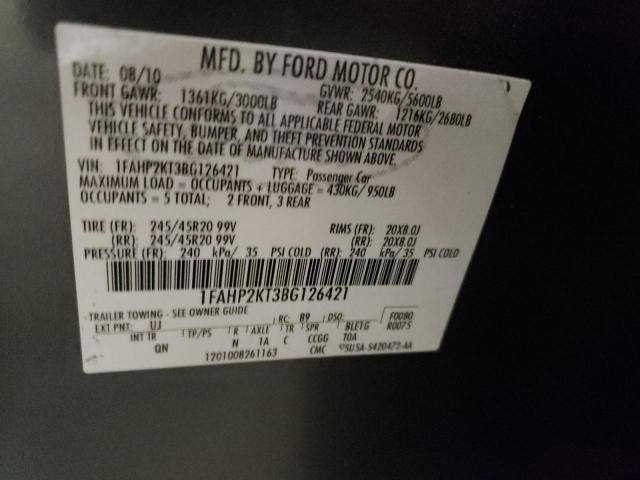 MFD. BY FORD MOTOR CO.
DATE: 08/10 GVWR: 2540KG/5600LB
FRONT GAWR: 1361KG/3000LB REAR GAWR: 1216KG/2680LB
THIS VEHICLE CONFORMS TO ALL APPLICABLE FEDERAL MOTOR
VEHICLE SAFETY, BUMPER, AND THEFT PREVENTION STANDARDS
IN EFFECT ON THE DATE OF MANUFACTURE SHOWN ABOVE.
VIN: 1FAHP2KT3BG126421 TYPE: Passenger Car
MAXIMUM LOAD = OCCUPANTS + LUGGAGE = 430KG/950LB
OCCUPANTS = 5 TOTAL; 2 FRONT, 3 REAR
TIRE (FR): 245/45R20 99V RIMS (FR): 20X8.0J
(RR): 245/45R20 99V (RR): 20X8.0J
PRESSURE (FR): 240 kPa/ 35 PSI COLD (RR): 240 kPa/ 35 PSI COLD
1FAHP2KT3BG126421
TRAILER TOWING - SEE OWNER GUIDE
EXT PNT: UJ RC: B9 DSO: F0080
R0075
INT TR TP/PS R AXLE TR SPR BLETG
QN N 1A C CCGG TOA
1201008261163 CMC 5U5A-5420472-AA